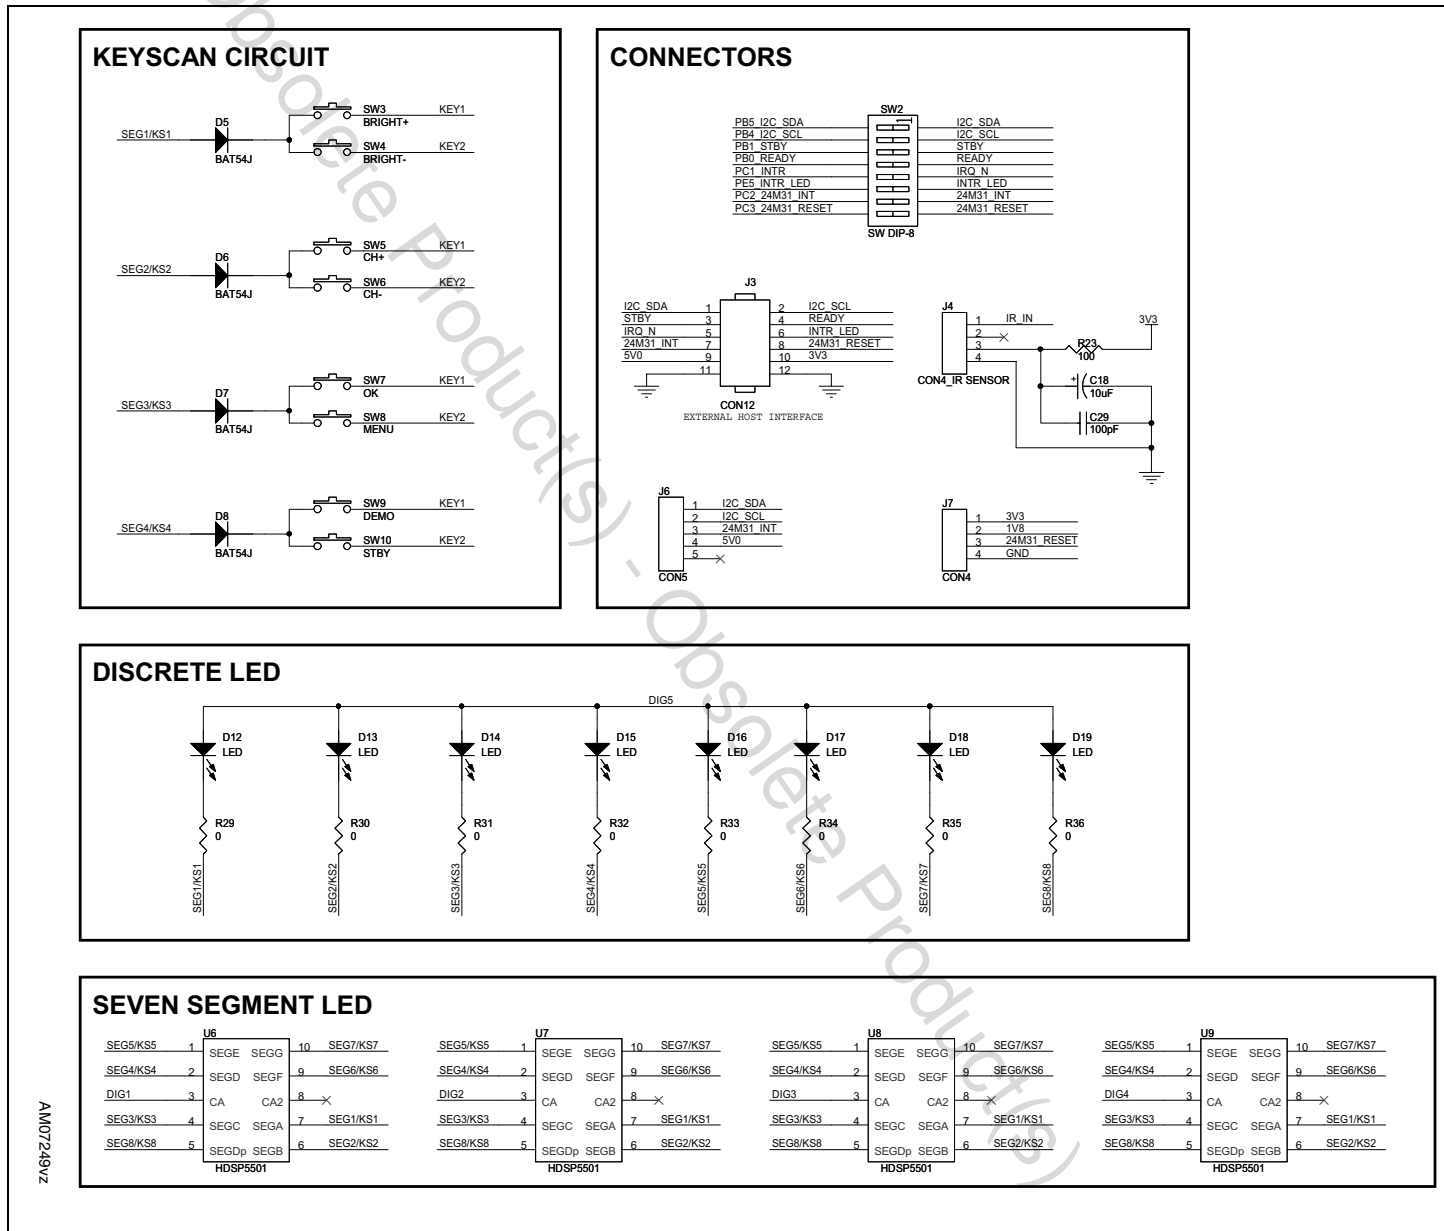 KEYSCAN CIRCUIT
SEG1/KS1
D5
BAT54J
SW3
BRIGHT+
KEY1
SW4
BRIGHT-
KEY2
SEG2/KS2
D6
BAT54J
SW5
CH+
KEY1
SW6
CH-
KEY2
SEG3/KS3
D7
BAT54J
SW7
OK
KEY1
SW8
MENU
KEY2
SEG4/KS4
D8
BAT54J
SW9
DEMO
KEY1
SW10
STBY
KEY2
CONNECTORS
SW2
1
PB5_I2C_SDA I2C_SDA
PB4_I2C_SCL I2C_SCL
PB1_STBY STBY
PB0_READY READY
PC1_INTR IRQ_N
PE5_INTR_LED INTR_LED
PC2_24M31_INT 24M31_INT
PC3_24M31_RESET 24M31_RESET
SW DIP-8
J3
I2C_SDA 1 2 I2C_SCL
STBY 3 4 READY
IRQ_N 5 6 INTR_LED
24M31_INT 7 8 24M31_RESET
5V0 9 10 3V3
11 12
CON12
EXTERNAL HOST INTERFACE
J4
1 IR_IN
2
3
4
CON4_IR SENSOR
3V3
R23
100
C18
+
10uF
C29
100pF
J6
1 I2C_SDA
2 I2C_SCL
3 24M31_INT
4 5V0
5
CON5
J7
1 3V3
2 1V8
3 24M31_RESET
4 GND
CON4
DISCRETE LED
DIG5
D12
LED
D13
LED
D14
LED
D15
LED
D16
LED
D17
LED
D18
LED
D19
LED
R29
0
R30
0
R31
0
R32
0
R33
0
R34
0
R35
0
R36
0
SEG1/KS1
SEG2/KS2
SEG3/KS3
SEG4/KS4
SEG5/KS5
SEG6/KS6
SEG7/KS7
SEG8/KS8
SEVEN SEGMENT LED
U6
SEG5/KS5 1 SEGE SEGG 10 SEG7/KS7
SEG4/KS4 2 SEGD SEGF 9 SEG6/KS6
DIG1 3 CA CA2 8
SEG3/KS3 4 SEGC SEGA 7 SEG1/KS1
SEG8/KS8 5 SEGDp SEGB 6 SEG2/KS2
HDSP5501
U7
SEG5/KS5 1 SEGE SEGG 10 SEG7/KS7
SEG4/KS4 2 SEGD SEGF 9 SEG6/KS6
DIG2 3 CA CA2 8
SEG3/KS3 4 SEGC SEGA 7 SEG1/KS1
SEG8/KS8 5 SEGDp SEGB 6 SEG2/KS2
HDSP5501
U8
SEG5/KS5 1 SEGE SEGG 10 SEG7/KS7
SEG4/KS4 2 SEGD SEGF 9 SEG6/KS6
DIG3 3 CA CA2 8
SEG3/KS3 4 SEGC SEGA 7 SEG1/KS1
SEG8/KS8 5 SEGDp SEGB 6 SEG2/KS2
HDSP5501
U9
SEG5/KS5 1 SEGE SEGG 10 SEG7/KS7
SEG4/KS4 2 SEGD SEGF 9 SEG6/KS6
DIG4 3 CA CA2 8
SEG3/KS3 4 SEGC SEGA 7 SEG1/KS1
SEG8/KS8 5 SEGDp SEGB 6 SEG2/KS2
HDSP5501
AM07249vz
bsolete Product(s) - Obsolete Product(s)